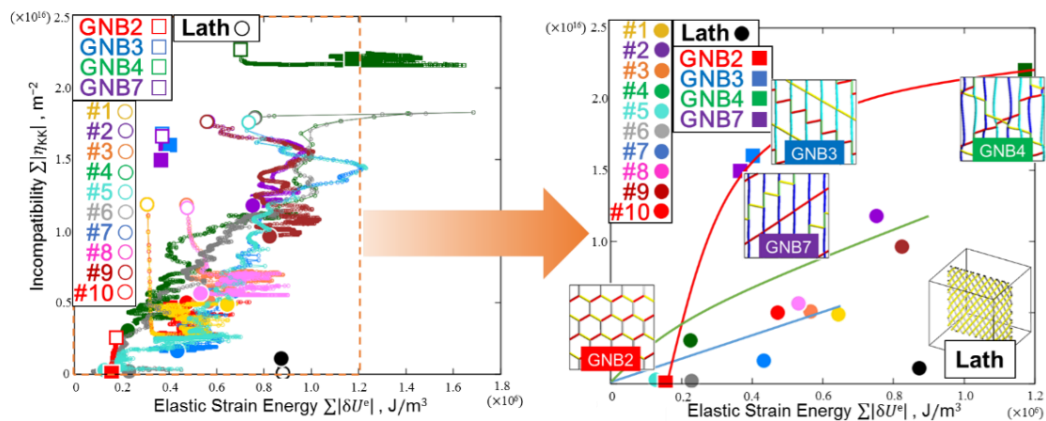 (×10¹⁶)
2.5
2.0
1.5
1.0
0.5
0
Incompatibility ∑|η_KK| , m⁻²
GNB2
GNB3
GNB4
GNB7
Lath
#1
#2
#3
#4
#5
#6
#7
#8
#9
#10
0 0.2 0.4 0.6 0.8 1.0 1.2 1.4 1.6 1.8
Elastic Strain Energy ∑|δUᵉ| , J/m³
(×10⁶)
(×10¹⁶)
2.5
2.0
1.0
0
#1
#2
#3
#4
#5
#6
#7
#8
#9
#10
Lath
GNB2
GNB3
GNB4
GNB7
GNB3
GNB4
GNB7
GNB2
Lath
0 0.2 0.4 0.6 0.8 1.0 1.2
Elastic Strain Energy ∑|δUᵉ| , J/m³
(×10⁶)